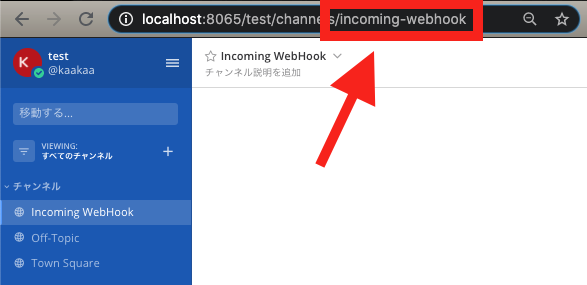 localhost:8065/test/channels/incoming-webhook
test
K
@kaakaa
Incoming WebHook
チャンネル説明を追加
移動する...
VIEWING:
すべてのチャンネル
チャンネル
Incoming WebHook
Off-Topic
Town Square